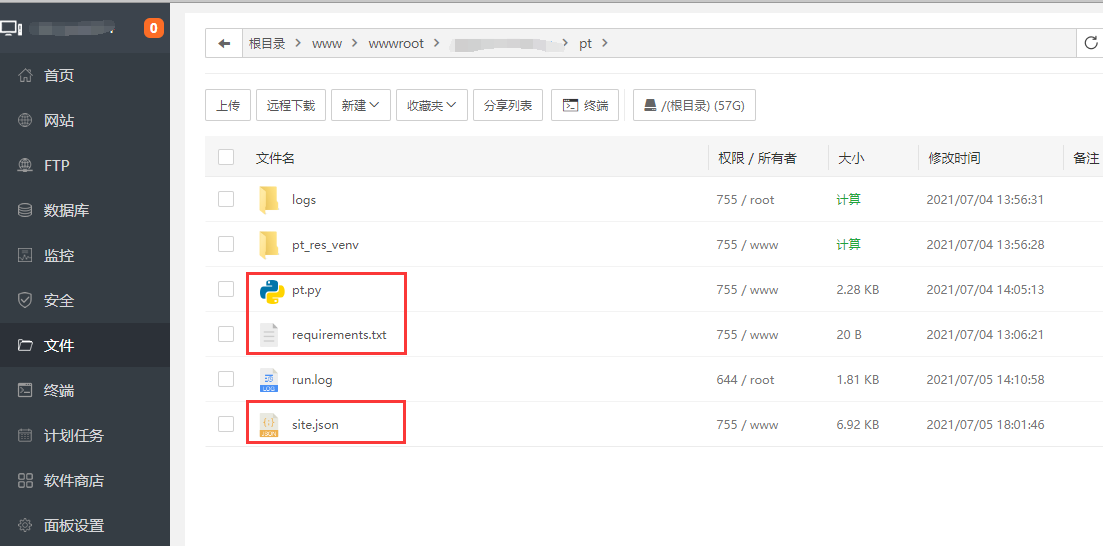 0
首页
网站
FTP
数据库
监控
安全
文件
终端
计划任务
软件商店
面板设置
根目录 > www > wwwroot > > pt >
上传 远程下载 新建 收藏夹 分享列表 终端 /(根目录) (57G)
文件名 权限 / 所有者 大小 修改时间 备注
logs 755 / root 计算 2021/07/04 13:56:31
pt_res_venv 755 / www 计算 2021/07/04 13:56:28
pt.py 755 / www 2.28 KB 2021/07/04 14:05:13
requirements.txt 755 / www 20 B 2021/07/04 13:06:21
LOG run.log 644 / root 1.81 KB 2021/07/05 14:10:58
JSON site.json 755 / www 6.92 KB 2021/07/05 18:01:46